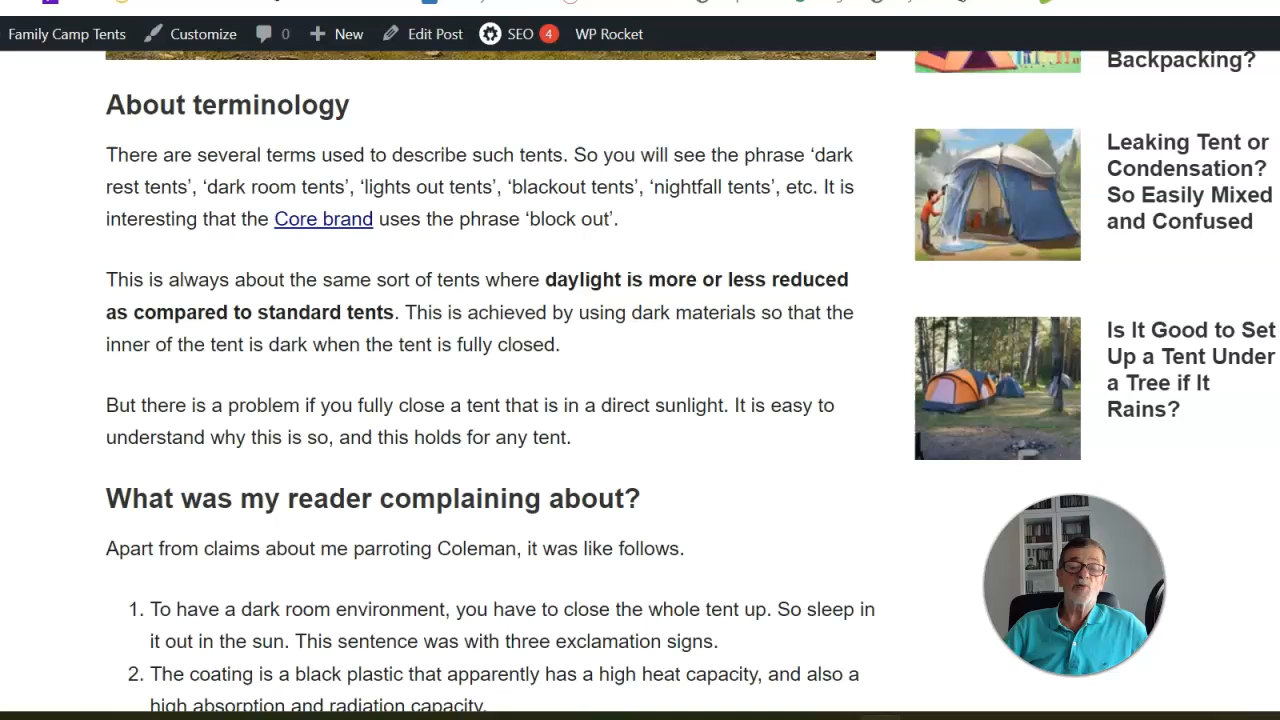 Family Camp Tents Customize 0 New Edit Post SEO 4 WP Rocket
About terminology
There are several terms used to describe such tents. So you will see the phrase ‘dark
rest tents’, ‘dark room tents’, ‘lights out tents’, ‘blackout tents’, ‘nightfall tents’, etc. It is
interesting that the Core brand uses the phrase ‘block out’.
This is always about the same sort of tents where daylight is more or less reduced
as compared to standard tents. This is achieved by using dark materials so that the
inner of the tent is dark when the tent is fully closed.
But there is a problem if you fully close a tent that is in a direct sunlight. It is easy to
understand why this is so, and this holds for any tent.
What was my reader complaining about?
Apart from claims about me parroting Coleman, it was like follows.
1. To have a dark room environment, you have to close the whole tent up. So sleep in
it out in the sun. This sentence was with three exclamation signs.
2. The coating is a black plastic that apparently has a high heat capacity, and also a
high absorption and radiation capacity.
Backpacking?
Leaking Tent or
Condensation?
So Easily Mixed
and Confused
Is It Good to Set
Up a Tent Under
a Tree if It
Rains?